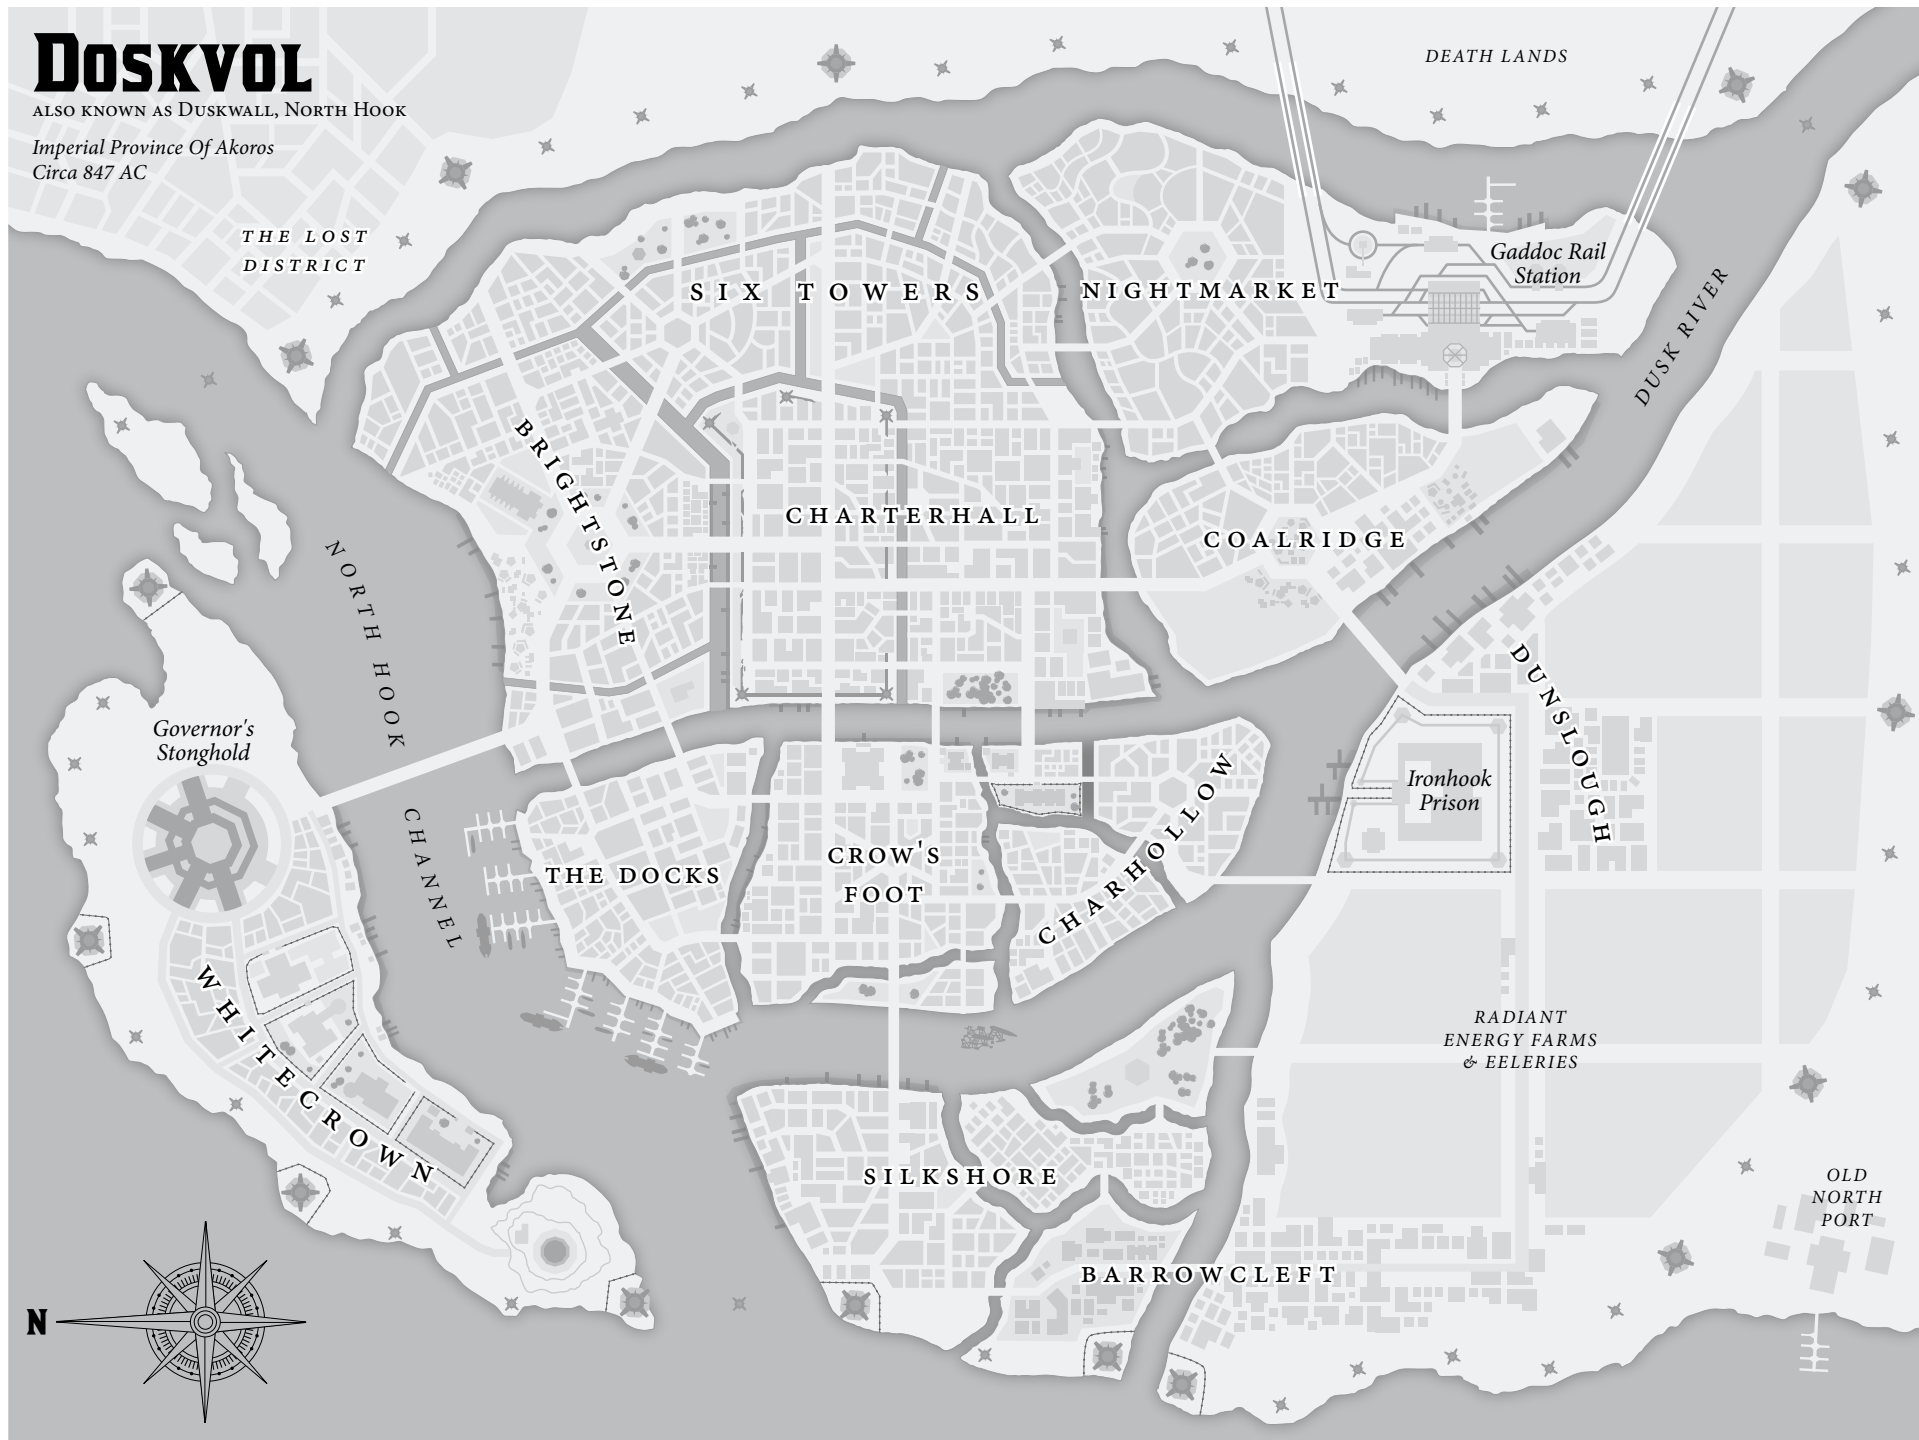 Doskvol
also known as Duskwall, North Hook
Imperial Province Of Akoros
Circa 847 AC
DEATH LANDS
THE LOST
DISTRICT
SIX TOWERS
NIGHTMARKET
Gaddoc Rail
Station
DUSK RIVER
BRIGHTSTONE
CHARTERHALL
COALRIDGE
NORTH HOOK
CHANNEL
DUNSLOUGH
Governor's
Stonghold
Ironhook
Prison
THE DOCKS
CROW'S
FOOT
CHARHOLLOW
WHITECROWN
RADIANT
ENERGY FARMS
& EELERIES
SILKSHORE
OLD
NORTH
PORT
BARROWCLEFT
N